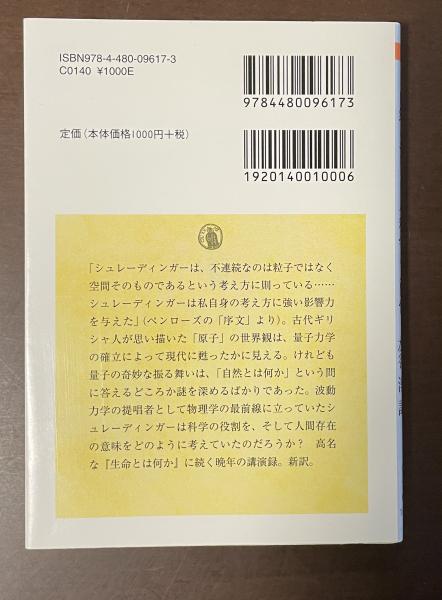 ISBN978-4-480-09617-3
C0140 ¥1000E
9784480096173
定価(本体価格1000円+税)
1920140010006
「シュレーディンガーは、不連続なのは粒子ではなく
空間そのものであるという考え方に則っている……
シュレーディンガーは私自身の考え方に強い影響力
を与えた」(ペンローズの「序文」より)。古代ギリ
シャ人が思い描いた「原子」の世界観は、量子力学
の確立によって現代に甦ったかに見える。けれども
量子の奇妙な振る舞いは、「自然とは何か」という問
に答えるどころか謎を深めるばかりであった。波動
力学の提唱者として物理学の最前線に立っていた
シュレーディンガーは科学の役割を、そして人間存在
の意味をどのように考えていたのだろうか? 高名
な『生命とは何か』に続く晩年の講演録。新訳。